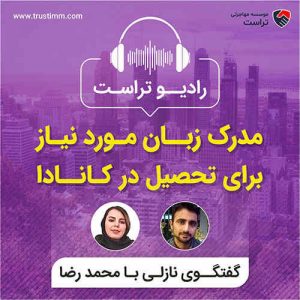 www.trustimm.com
موسسه مهاجرتی
تراست
رادیو تراست
مدرک زبان مورد نیاز
برای تحصیل در کانادا
گفتگوی نازلی با محمد رضا